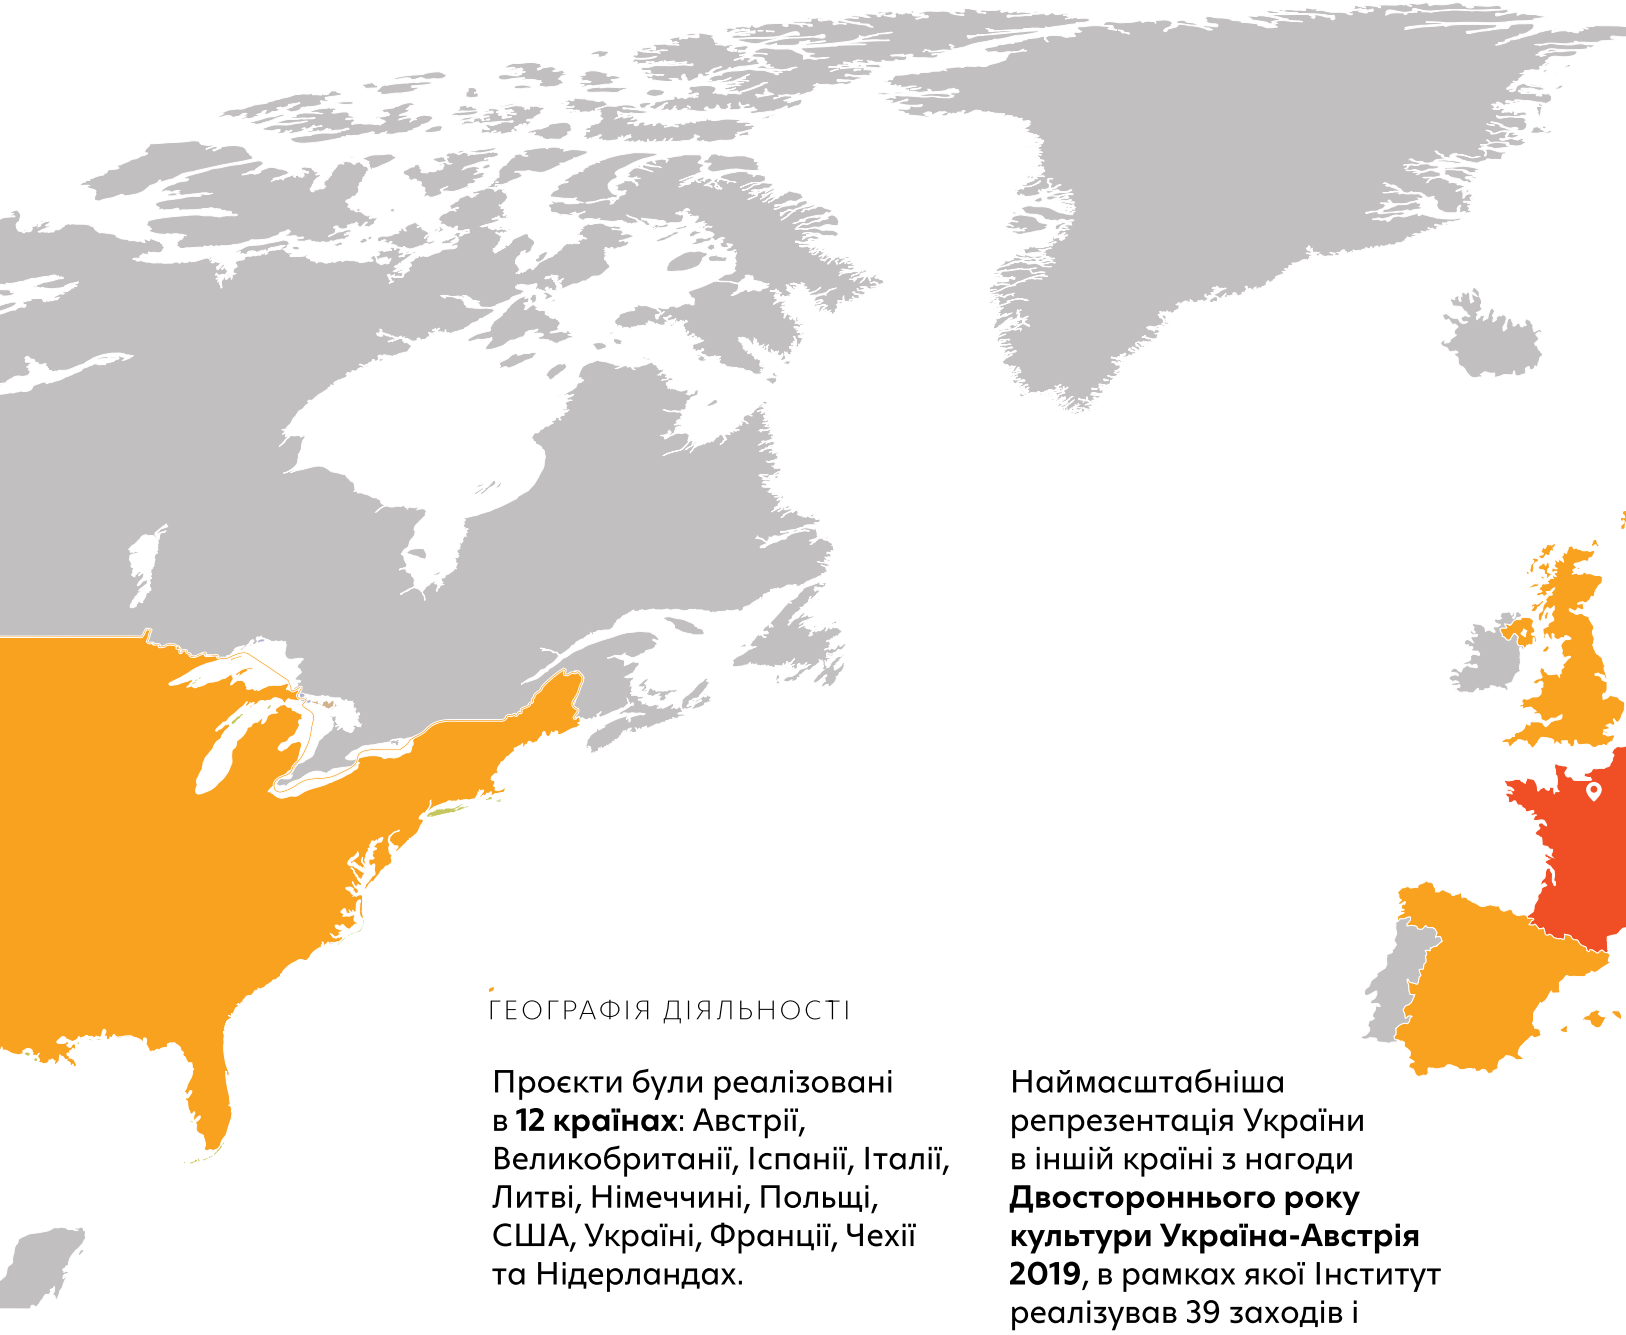 ГЕОГРАФІЯ ДІЯЛЬНОСТІ
Проєкти були реалізовані
в 12 країнах: Австрії,
Великобританії, Іспанії, Італії,
Литві, Німеччині, Польщі,
США, Україні, Франції, Чехії
та Нідерландах.
Наймасштабніша
репрезентація України
в іншій країні з нагоди
Двостороннього року
культури Україна-Австрія
2019, в рамках якої Інститут
реалізував 39 заходів і